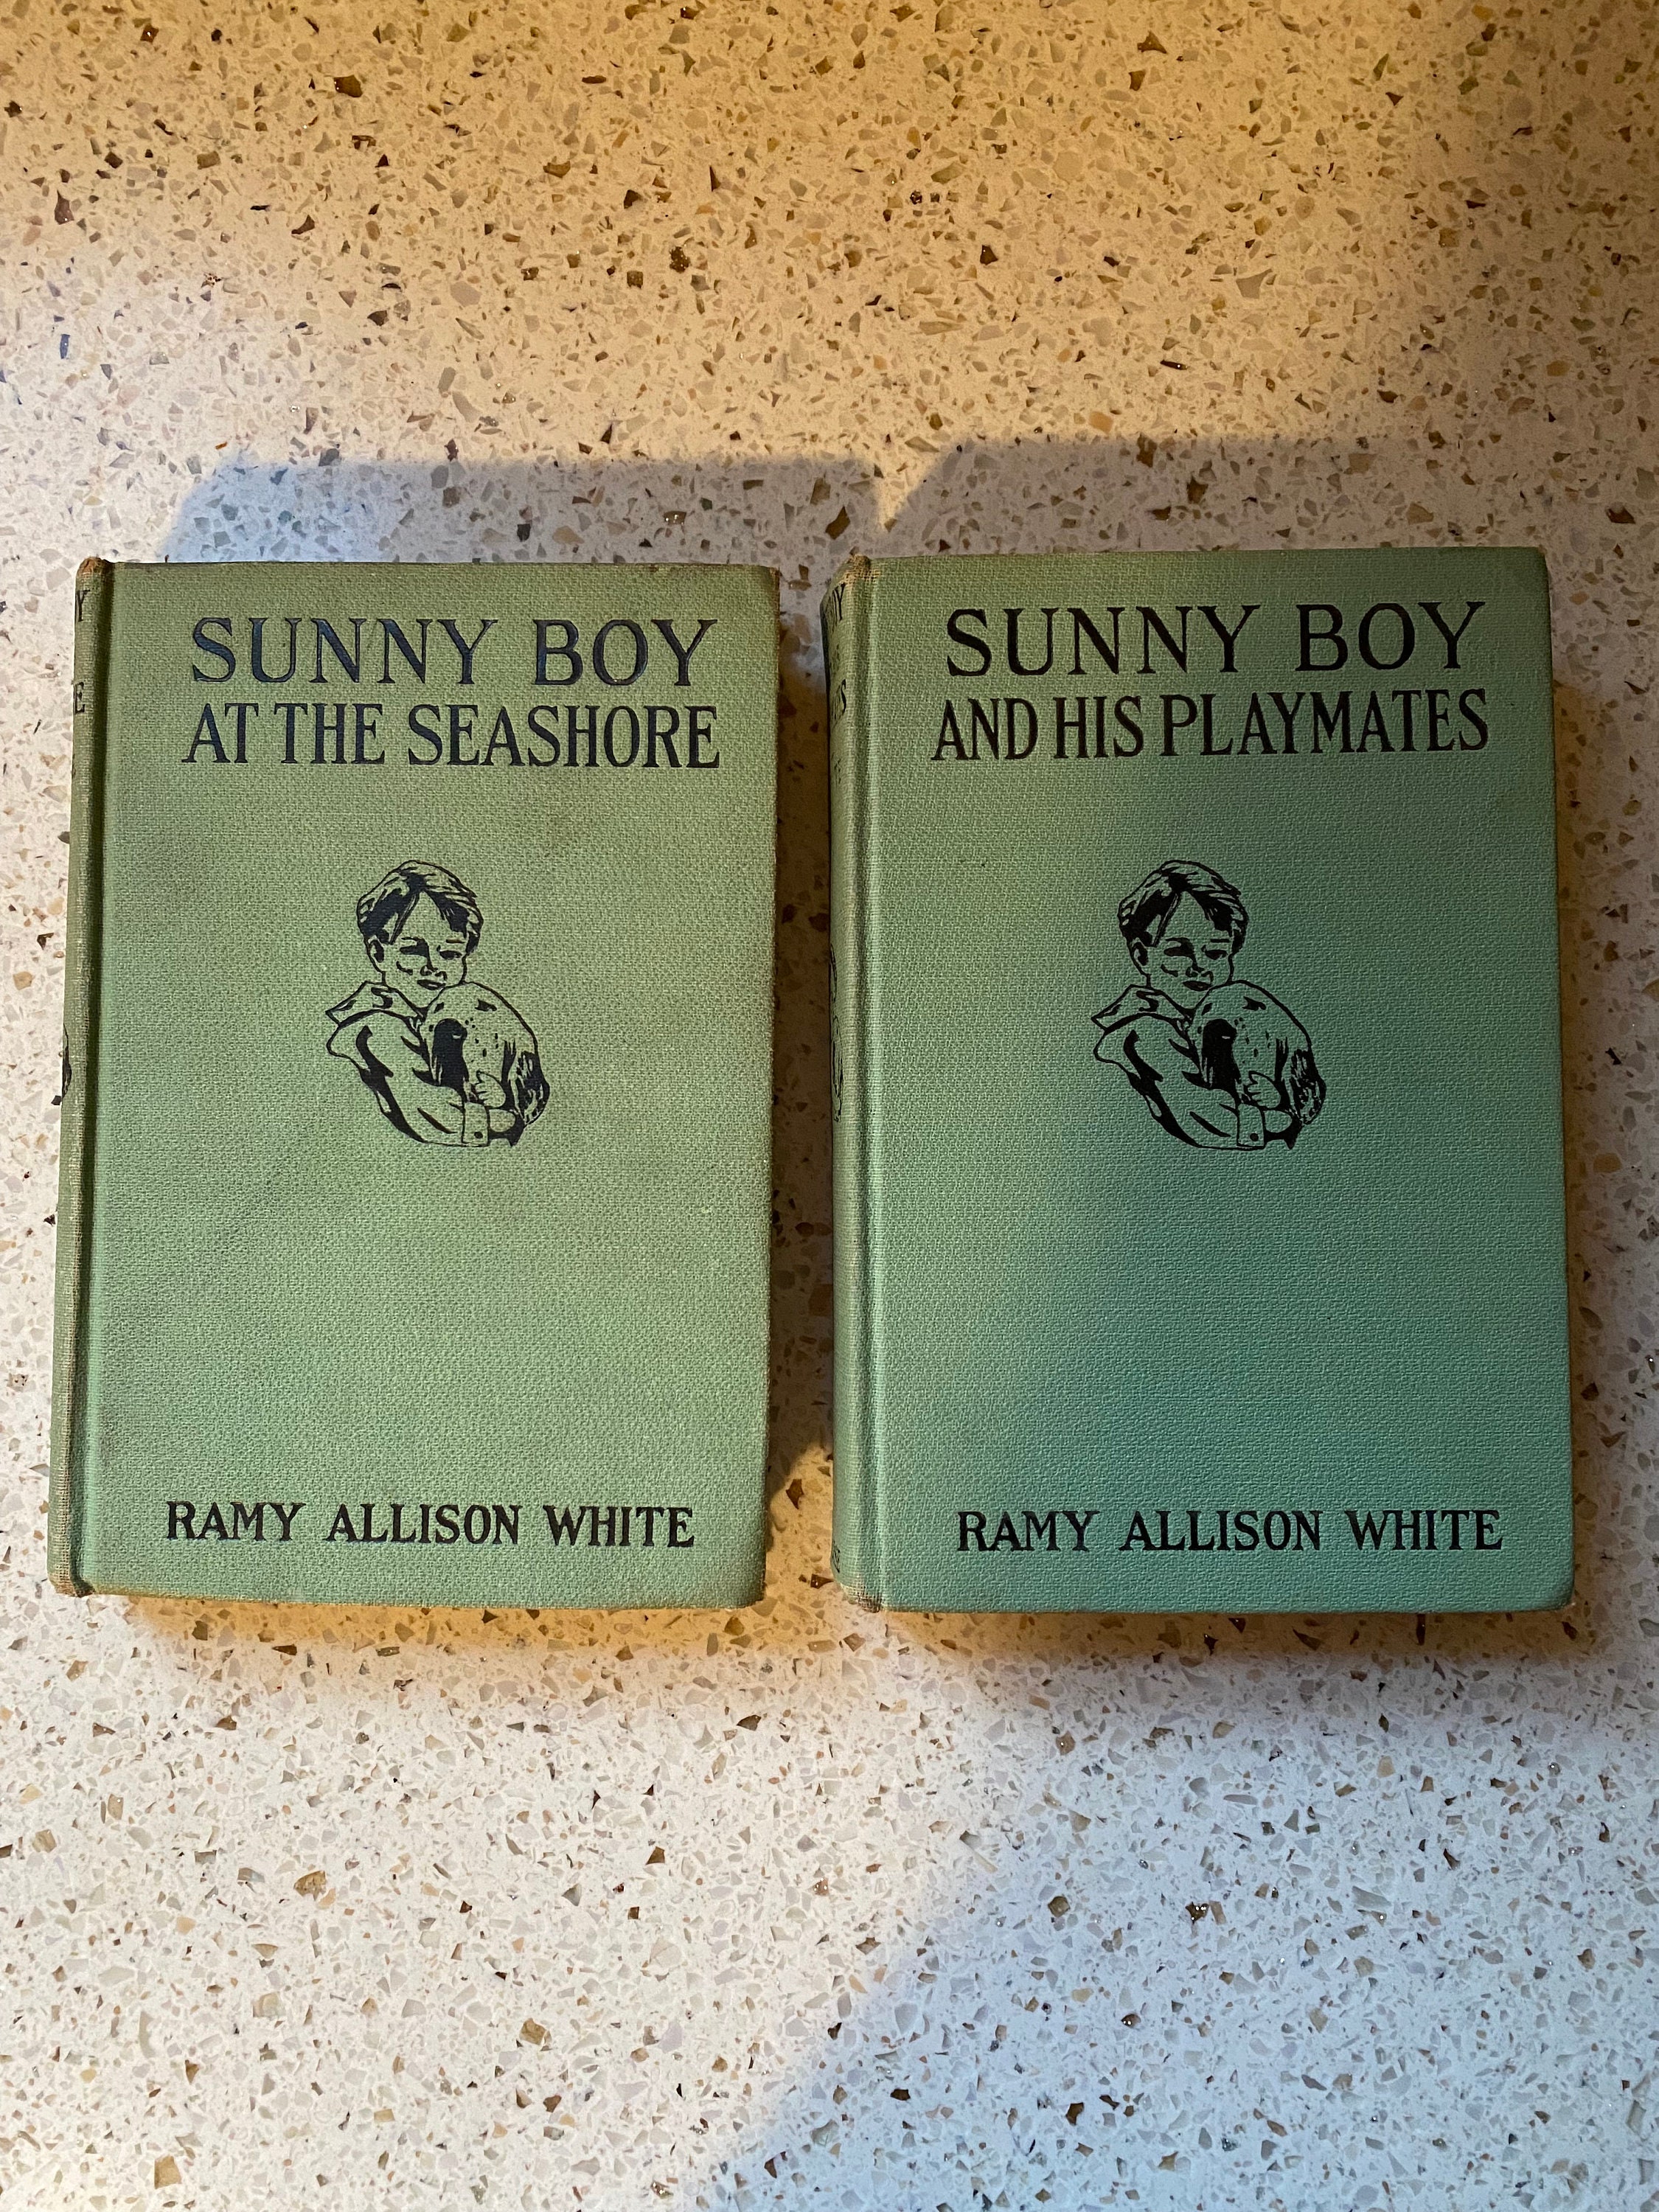 SUNNY BOY
AT THE SEASHORE
RAMY ALLISON WHITE
SUNNY BOY
AND HIS PLAYMATES
RAMY ALLISON WHITE